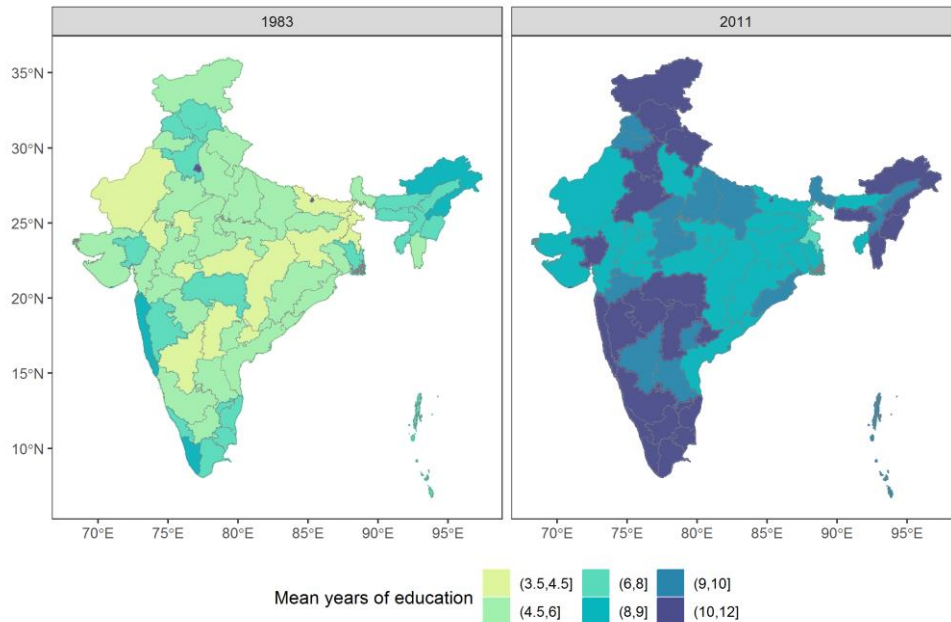 1983 2011
35°N
30°N
25°N
20°N
15°N
10°N
70°E 75°E 80°E 85°E 90°E 95°E 70°E 75°E 80°E 85°E 90°E 95°E
Mean years of education
(3.5,4.5] (6,8] (9,10]
(4.5,6] (8,9] (10,12]